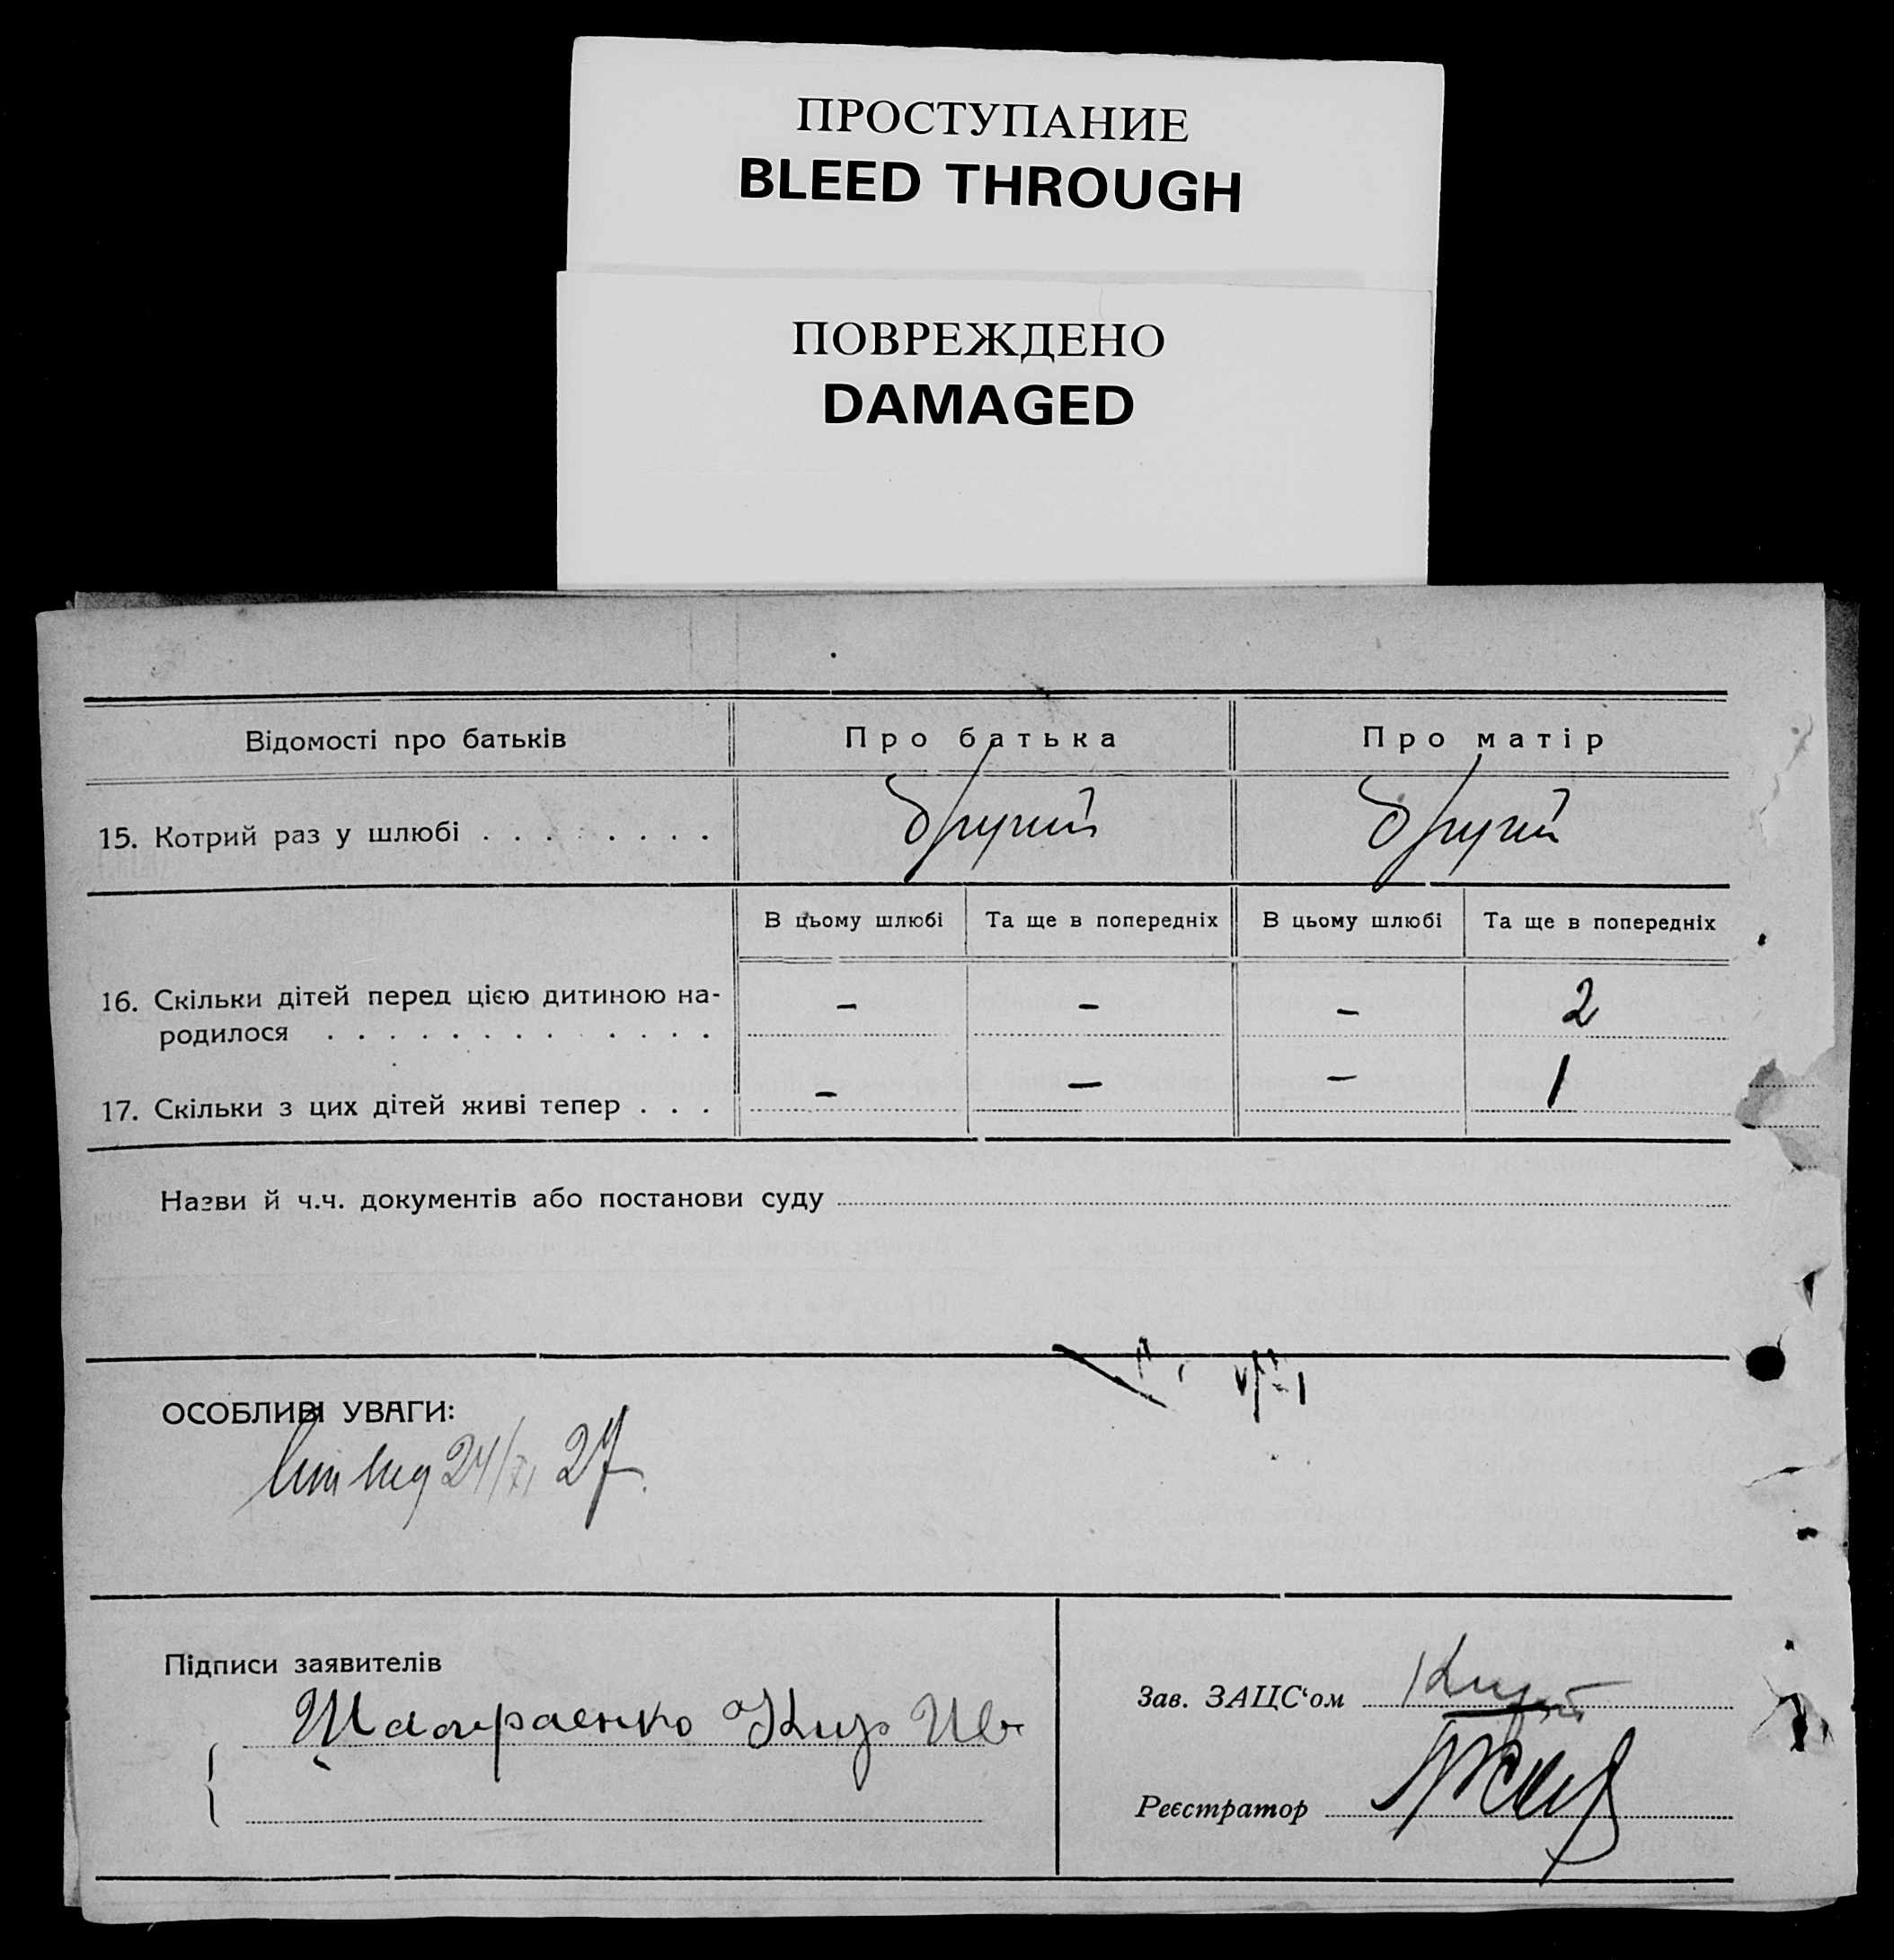 ПРОСТУПАНИЕ
BLEED THROUGH
ПОВРЕЖДЕНО
DAMAGED
Відомості про батьків Про батька Про матір
15. Котрий раз у шлюбі . . . . . . . . другий другий
В цьому шлюбі Та ще в попередніх В цьому шлюбі Та ще в попередніх
16. Скільки дітей перед цією дитиною на-
родилося . . . . . . . . . . . . . – – – 2
17. Скільки з цих дітей живі тепер . . . – – – 1
Назви й ч.ч. документів або постанови суду
ОСОБЛИВІ УВАГИ:
24/XI 27
Підписи заявителів
Зав. ЗАЦС‘ом
Реєстратор